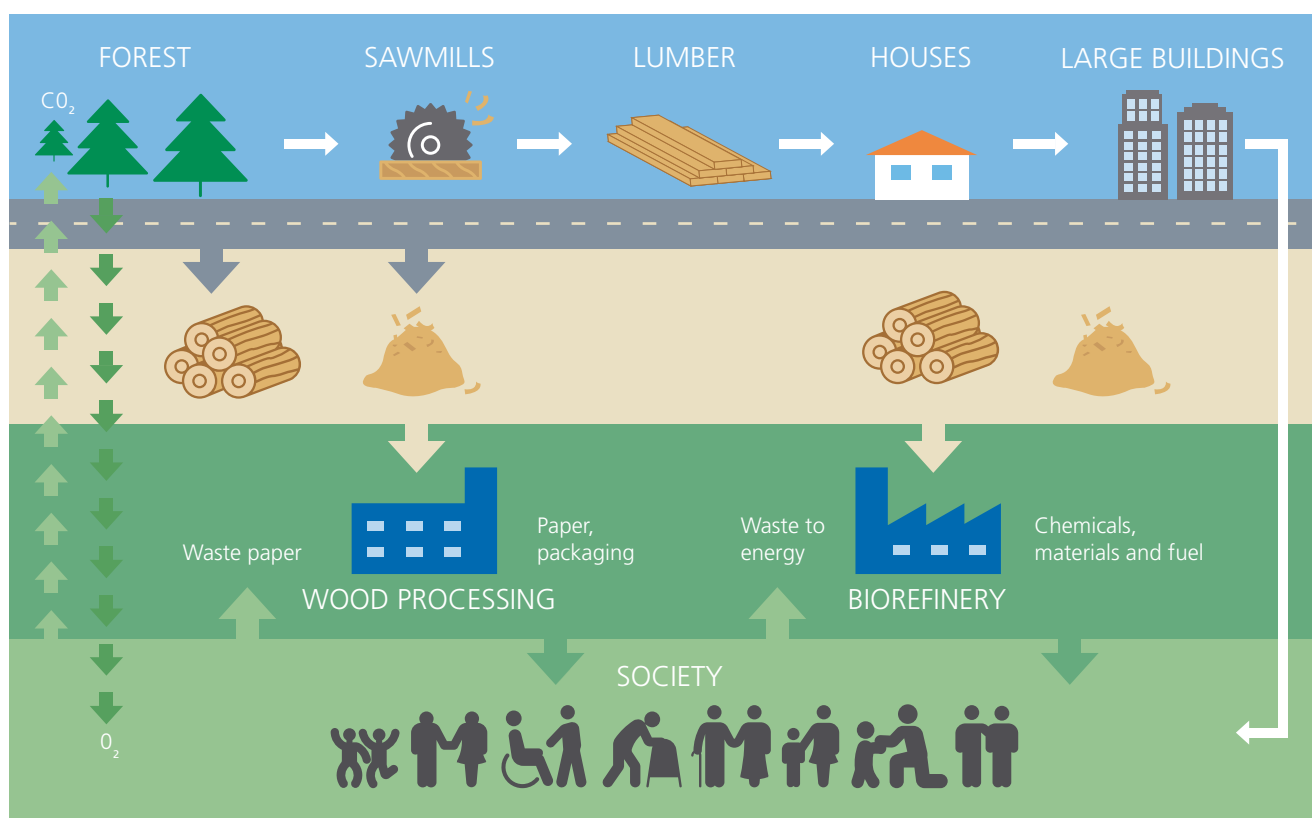 FOREST
SAWMILLS
LUMBER
HOUSES
LARGE BUILDINGS
C0₂
Waste paper
Paper,
packaging
WOOD PROCESSING
Waste to
energy
Chemicals,
materials and fuel
BIOREFINERY
SOCIETY
0₂